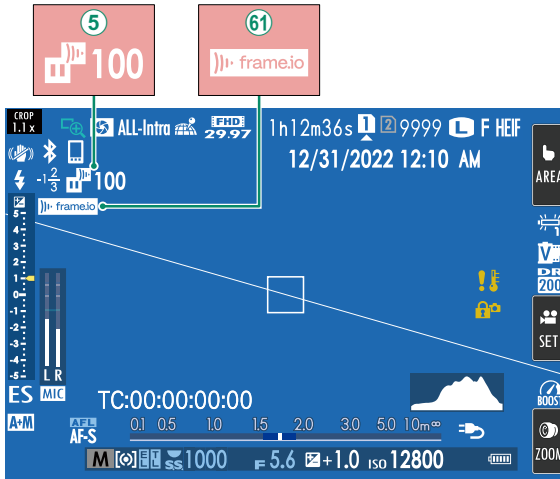 5 61
100 frame.io
CROP 1.1 x ALL-Intra FHD 29.97 1h12m36s 1 2 9999 L F HEIF
12/31/2022 12:10 AM
-1 2/3 100
frame.io
AREA
5
4
3
2
1
0
-1
-2
-3
-4
-5
L R
ES MIC
A+M
1
V
DR
200
SET
BOOST
ZOOM
TC:00:00:00:00
AFL
AF-S 0.1 0.5 1.0 1.5 2.0 3.0 5.0 10m∞
M E L SS 1000 F 5.6 +1.0 ISO 12800